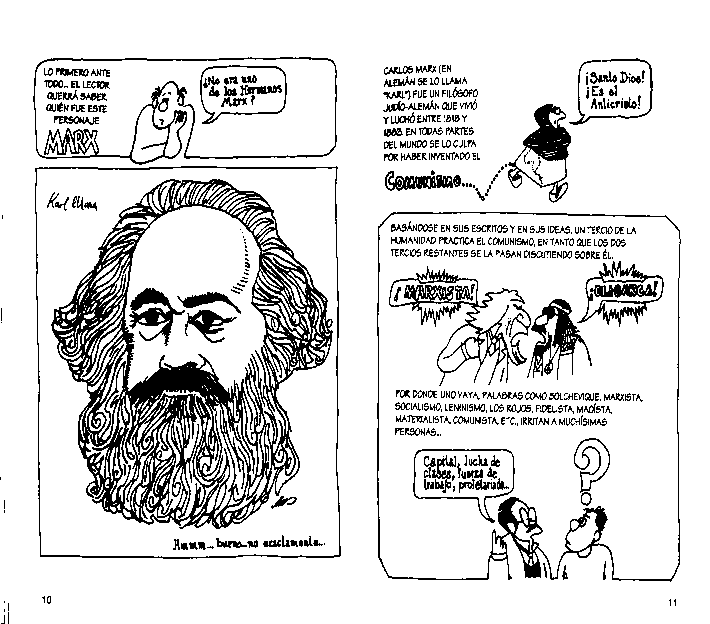 LO PRIMERO ANTE
TODO... EL LECTOR
QUERRÁ SABER
QUIÉN FUE ESTE
PERSONAJE
MARX
¿No era uno
de los Hermanos
Marx?
Karl Marx
Hummm... bueno... no exactamente...
10
CARLOS MARX (EN
ALEMÁN SE LO LLAMA
"KARL") FUE UN FILÓSOFO
JUDÍO-ALEMÁN QUE VIVIÓ
Y LUCHÓ ENTRE 1818 Y
1883. EN TODAS PARTES
DEL MUNDO SE LO CULPA
POR HABER INVENTADO EL
Comunismo...
¡Santo Dios!
¡Es el
Anticristo!
BASÁNDOSE EN SUS ESCRITOS Y EN SUS IDEAS, UN TERCIO DE LA
HUMANIDAD PRACTICA EL COMUNISMO, EN TANTO QUE LOS DOS
TERCIOS RESTANTES SE LA PASAN DISCUTIENDO SOBRE ÉL.
¡MARXISTA!
¡OLIGARCA!
POR DONDE UNO VAYA, PALABRAS COMO BOLCHEVIQUE, MARXISTA,
SOCIALISMO, LENINISMO, LOS ROJOS, FIDELISTA, MAOÍSTA,
MATERIALISTA, COMUNISTA, ETC., IRRITAN A MUCHÍSIMAS
PERSONAS...
Capital, lucha de
clases, fuerza de
trabajo, proletariado...
?
11